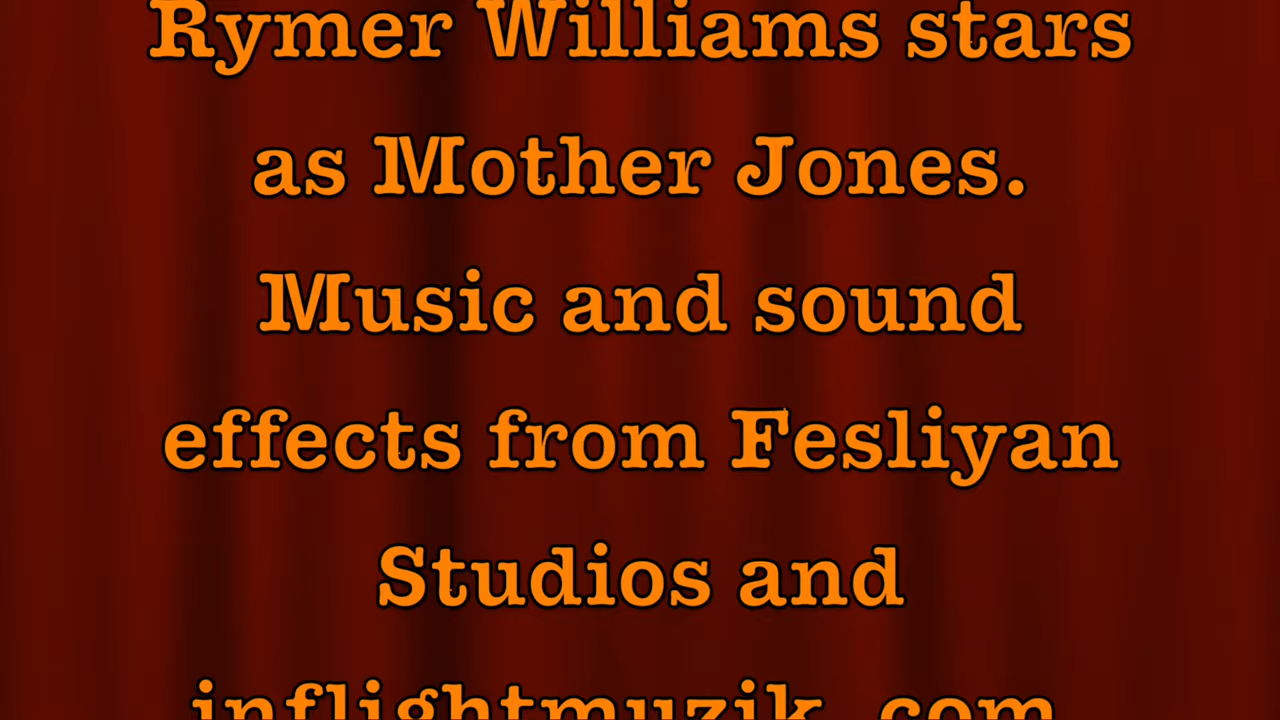 Rymer Williams stars
as Mother Jones.
Music and sound
effects from Fesliyan
Studios and
inflightmuzik. com